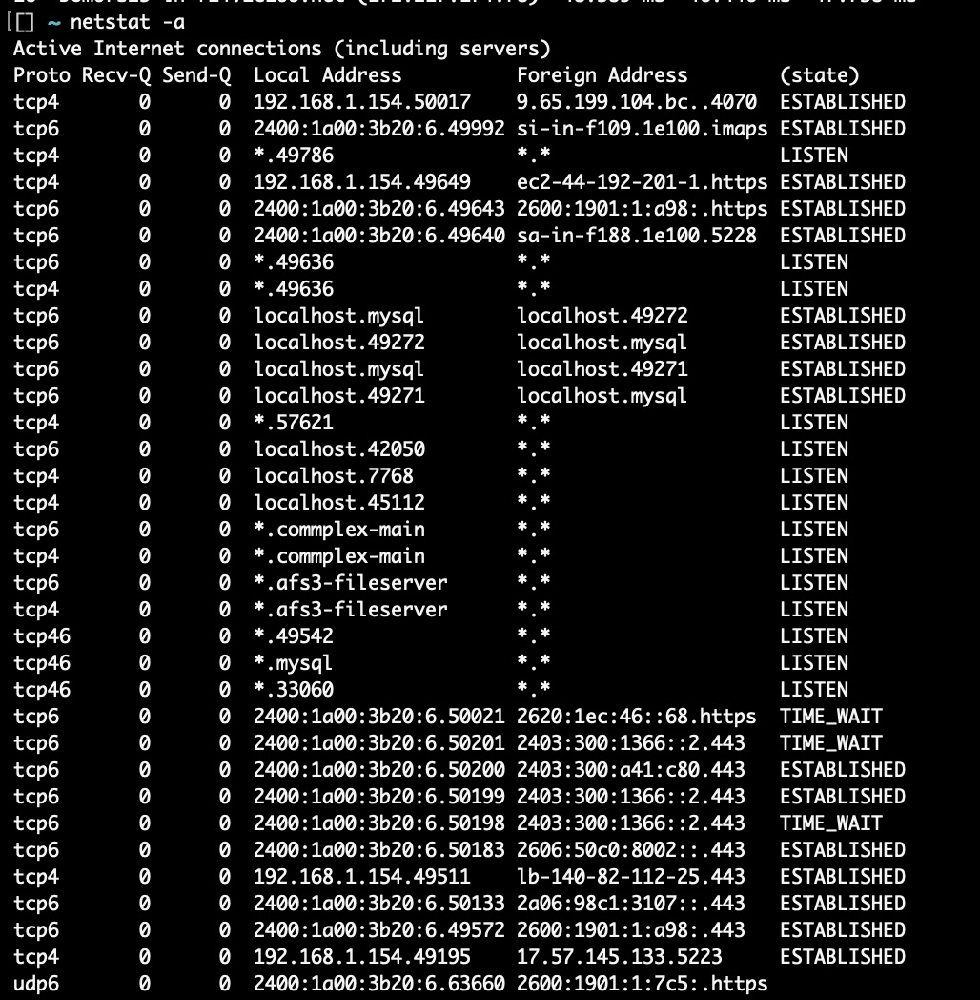 [[] ~ netstat -a
Active Internet connections (including servers)
Proto Recv-Q Send-Q  Local Address          Foreign Address        (state)
tcp4       0      0  192.168.1.154.50017    9.65.199.104.bc..4070  ESTABLISHED
tcp6       0      0  2400:1a00:3b20:6.49992 si-in-f109.1e100.imaps ESTABLISHED
tcp4       0      0  *.49786                *.*                    LISTEN
tcp4       0      0  192.168.1.154.49649    ec2-44-192-201-1.https ESTABLISHED
tcp6       0      0  2400:1a00:3b20:6.49643 2600:1901:1:a98:.https ESTABLISHED
tcp6       0      0  2400:1a00:3b20:6.49640 sa-in-f188.1e100.5228  ESTABLISHED
tcp6       0      0  *.49636                *.*                    LISTEN
tcp4       0      0  *.49636                *.*                    LISTEN
tcp6       0      0  localhost.mysql        localhost.49272        ESTABLISHED
tcp6       0      0  localhost.49272        localhost.mysql        ESTABLISHED
tcp6       0      0  localhost.mysql        localhost.49271        ESTABLISHED
tcp6       0      0  localhost.49271        localhost.mysql        ESTABLISHED
tcp4       0      0  *.57621                *.*                    LISTEN
tcp6       0      0  localhost.42050        *.*                    LISTEN
tcp4       0      0  localhost.7768         *.*                    LISTEN
tcp4       0      0  localhost.45112        *.*                    LISTEN
tcp6       0      0  *.commplex-main        *.*                    LISTEN
tcp4       0      0  *.commplex-main        *.*                    LISTEN
tcp6       0      0  *.afs3-fileserver      *.*                    LISTEN
tcp4       0      0  *.afs3-fileserver      *.*                    LISTEN
tcp46      0      0  *.49542                *.*                    LISTEN
tcp46      0      0  *.mysql                *.*                    LISTEN
tcp46      0      0  *.33060                *.*                    LISTEN
tcp6       0      0  2400:1a00:3b20:6.50021 2620:1ec:46::68.https  TIME_WAIT
tcp6       0      0  2400:1a00:3b20:6.50201 2403:300:1366::2.443   TIME_WAIT
tcp6       0      0  2400:1a00:3b20:6.50200 2403:300:a41:c80.443   ESTABLISHED
tcp6       0      0  2400:1a00:3b20:6.50199 2403:300:1366::2.443   ESTABLISHED
tcp6       0      0  2400:1a00:3b20:6.50198 2403:300:1366::2.443   TIME_WAIT
tcp6       0      0  2400:1a00:3b20:6.50183 2606:50c0:8002::.443   ESTABLISHED
tcp4       0      0  192.168.1.154.49511    lb-140-82-112-25.443   ESTABLISHED
tcp6       0      0  2400:1a00:3b20:6.50133 2a06:98c1:3107::.443   ESTABLISHED
tcp6       0      0  2400:1a00:3b20:6.49572 2600:1901:1:a98:.443   ESTABLISHED
tcp4       0      0  192.168.1.154.49195    17.57.145.133.5223     ESTABLISHED
udp6       0      0  2400:1a00:3b20:6.63660 2600:1901:1:7c5:.https